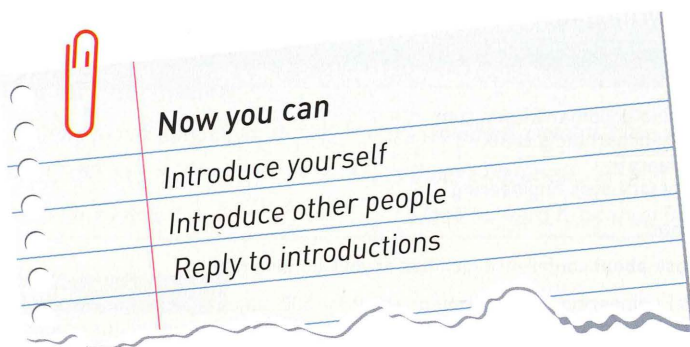 Now you can
Introduce yourself
Introduce other people
Reply to introductions